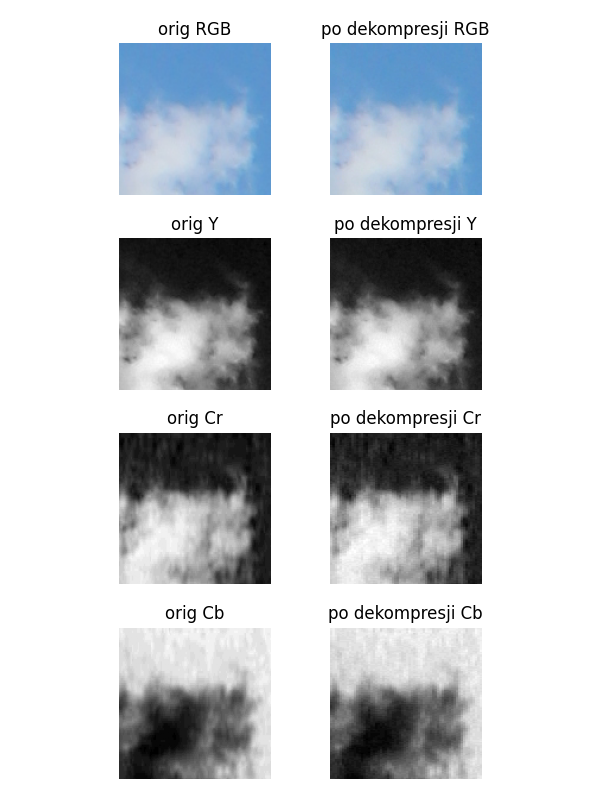 orig RGB
po dekompresji RGB
orig Y
po dekompresji Y
orig Cr
po dekompresji Cr
orig Cb
po dekompresji Cb